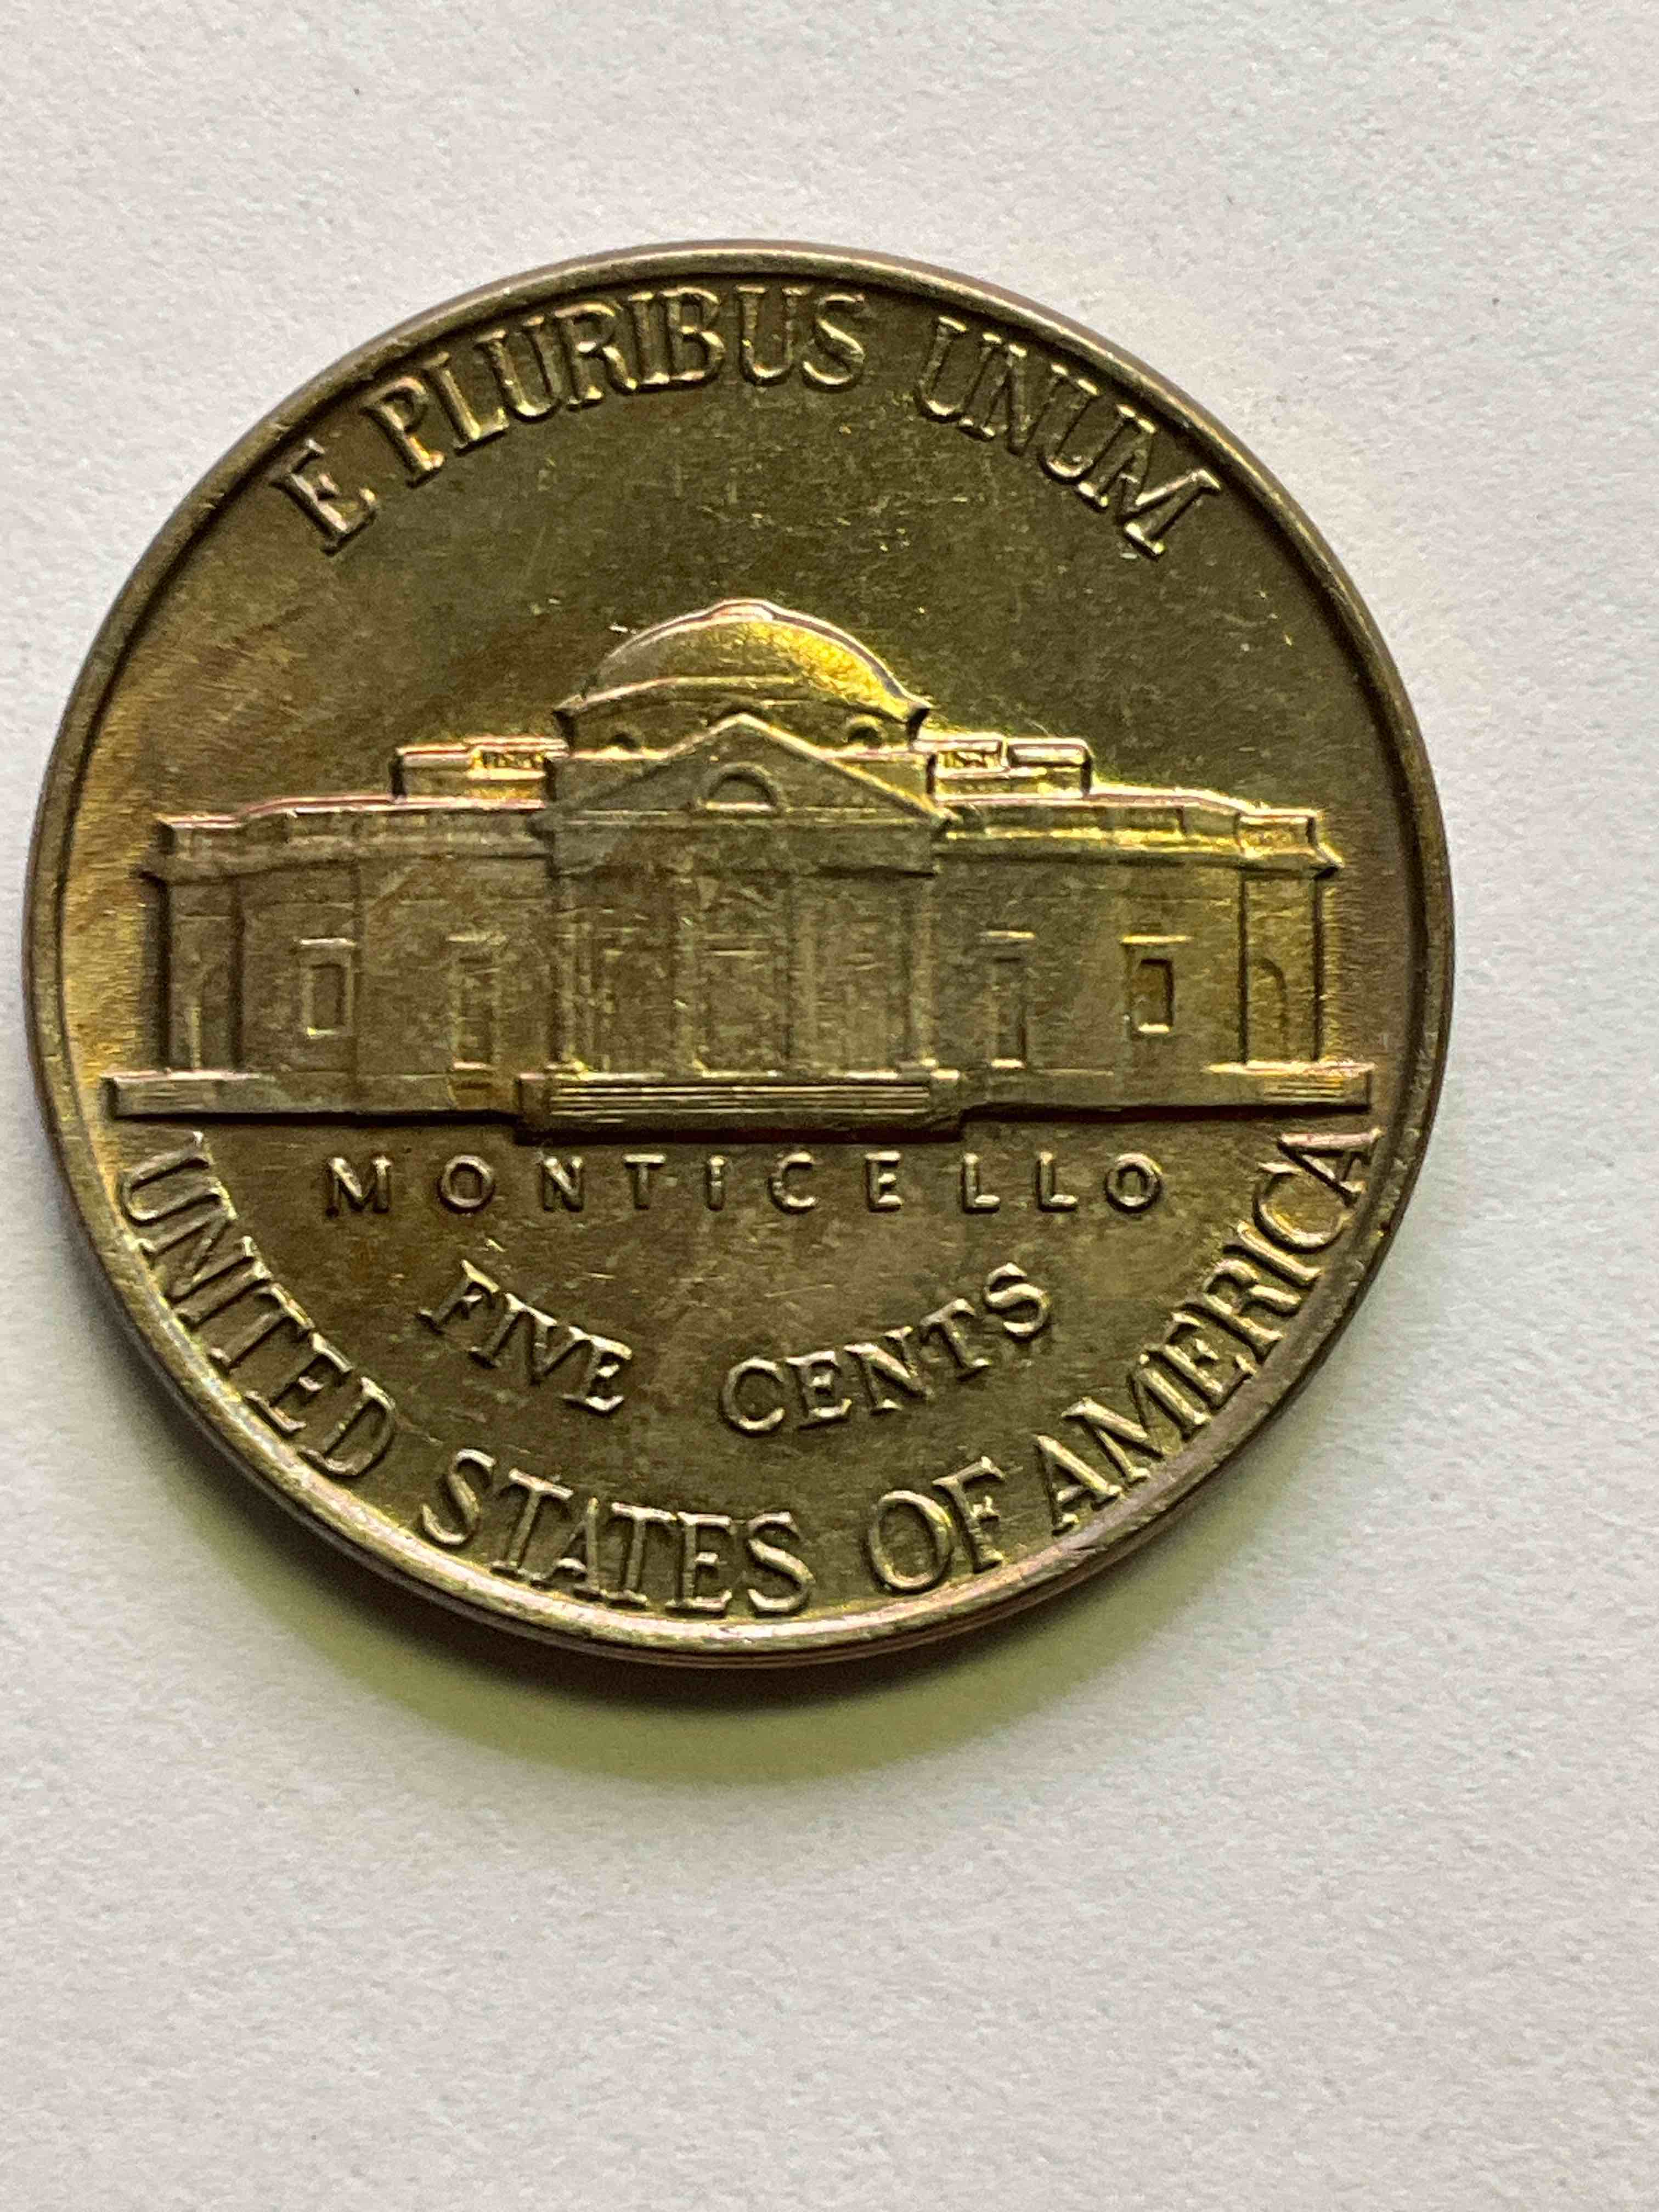 E PLURIBUS UNUM
MONTICELLO
FIVE CENTS
UNITED STATES OF AMERICA